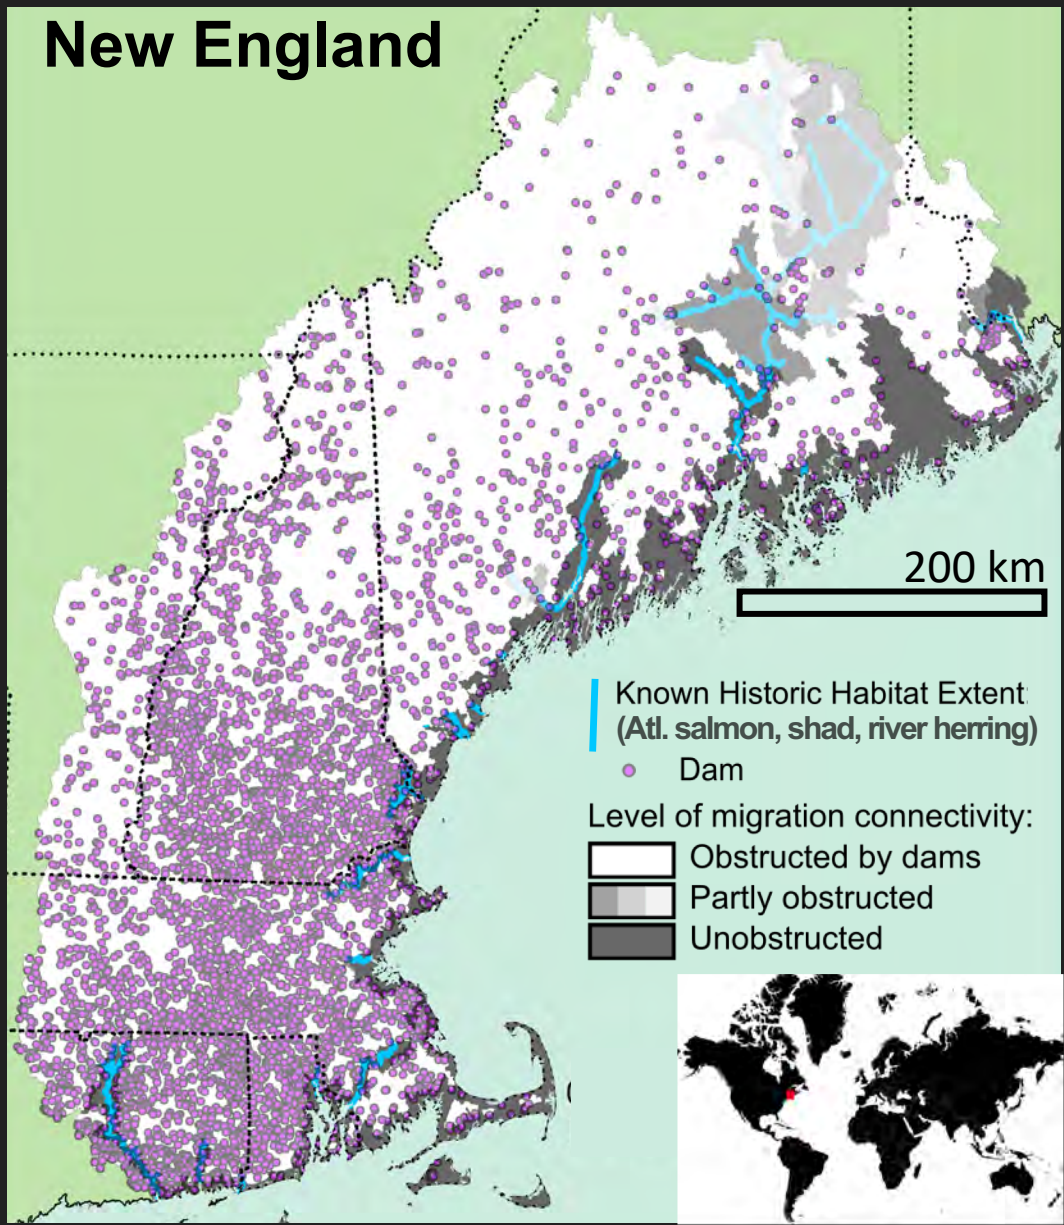 New England
200 km
Known Historic Habitat Extent:
(Atl. salmon, shad, river herring)
Dam
Level of migration connectivity:
Obstructed by dams
Partly obstructed
Unobstructed